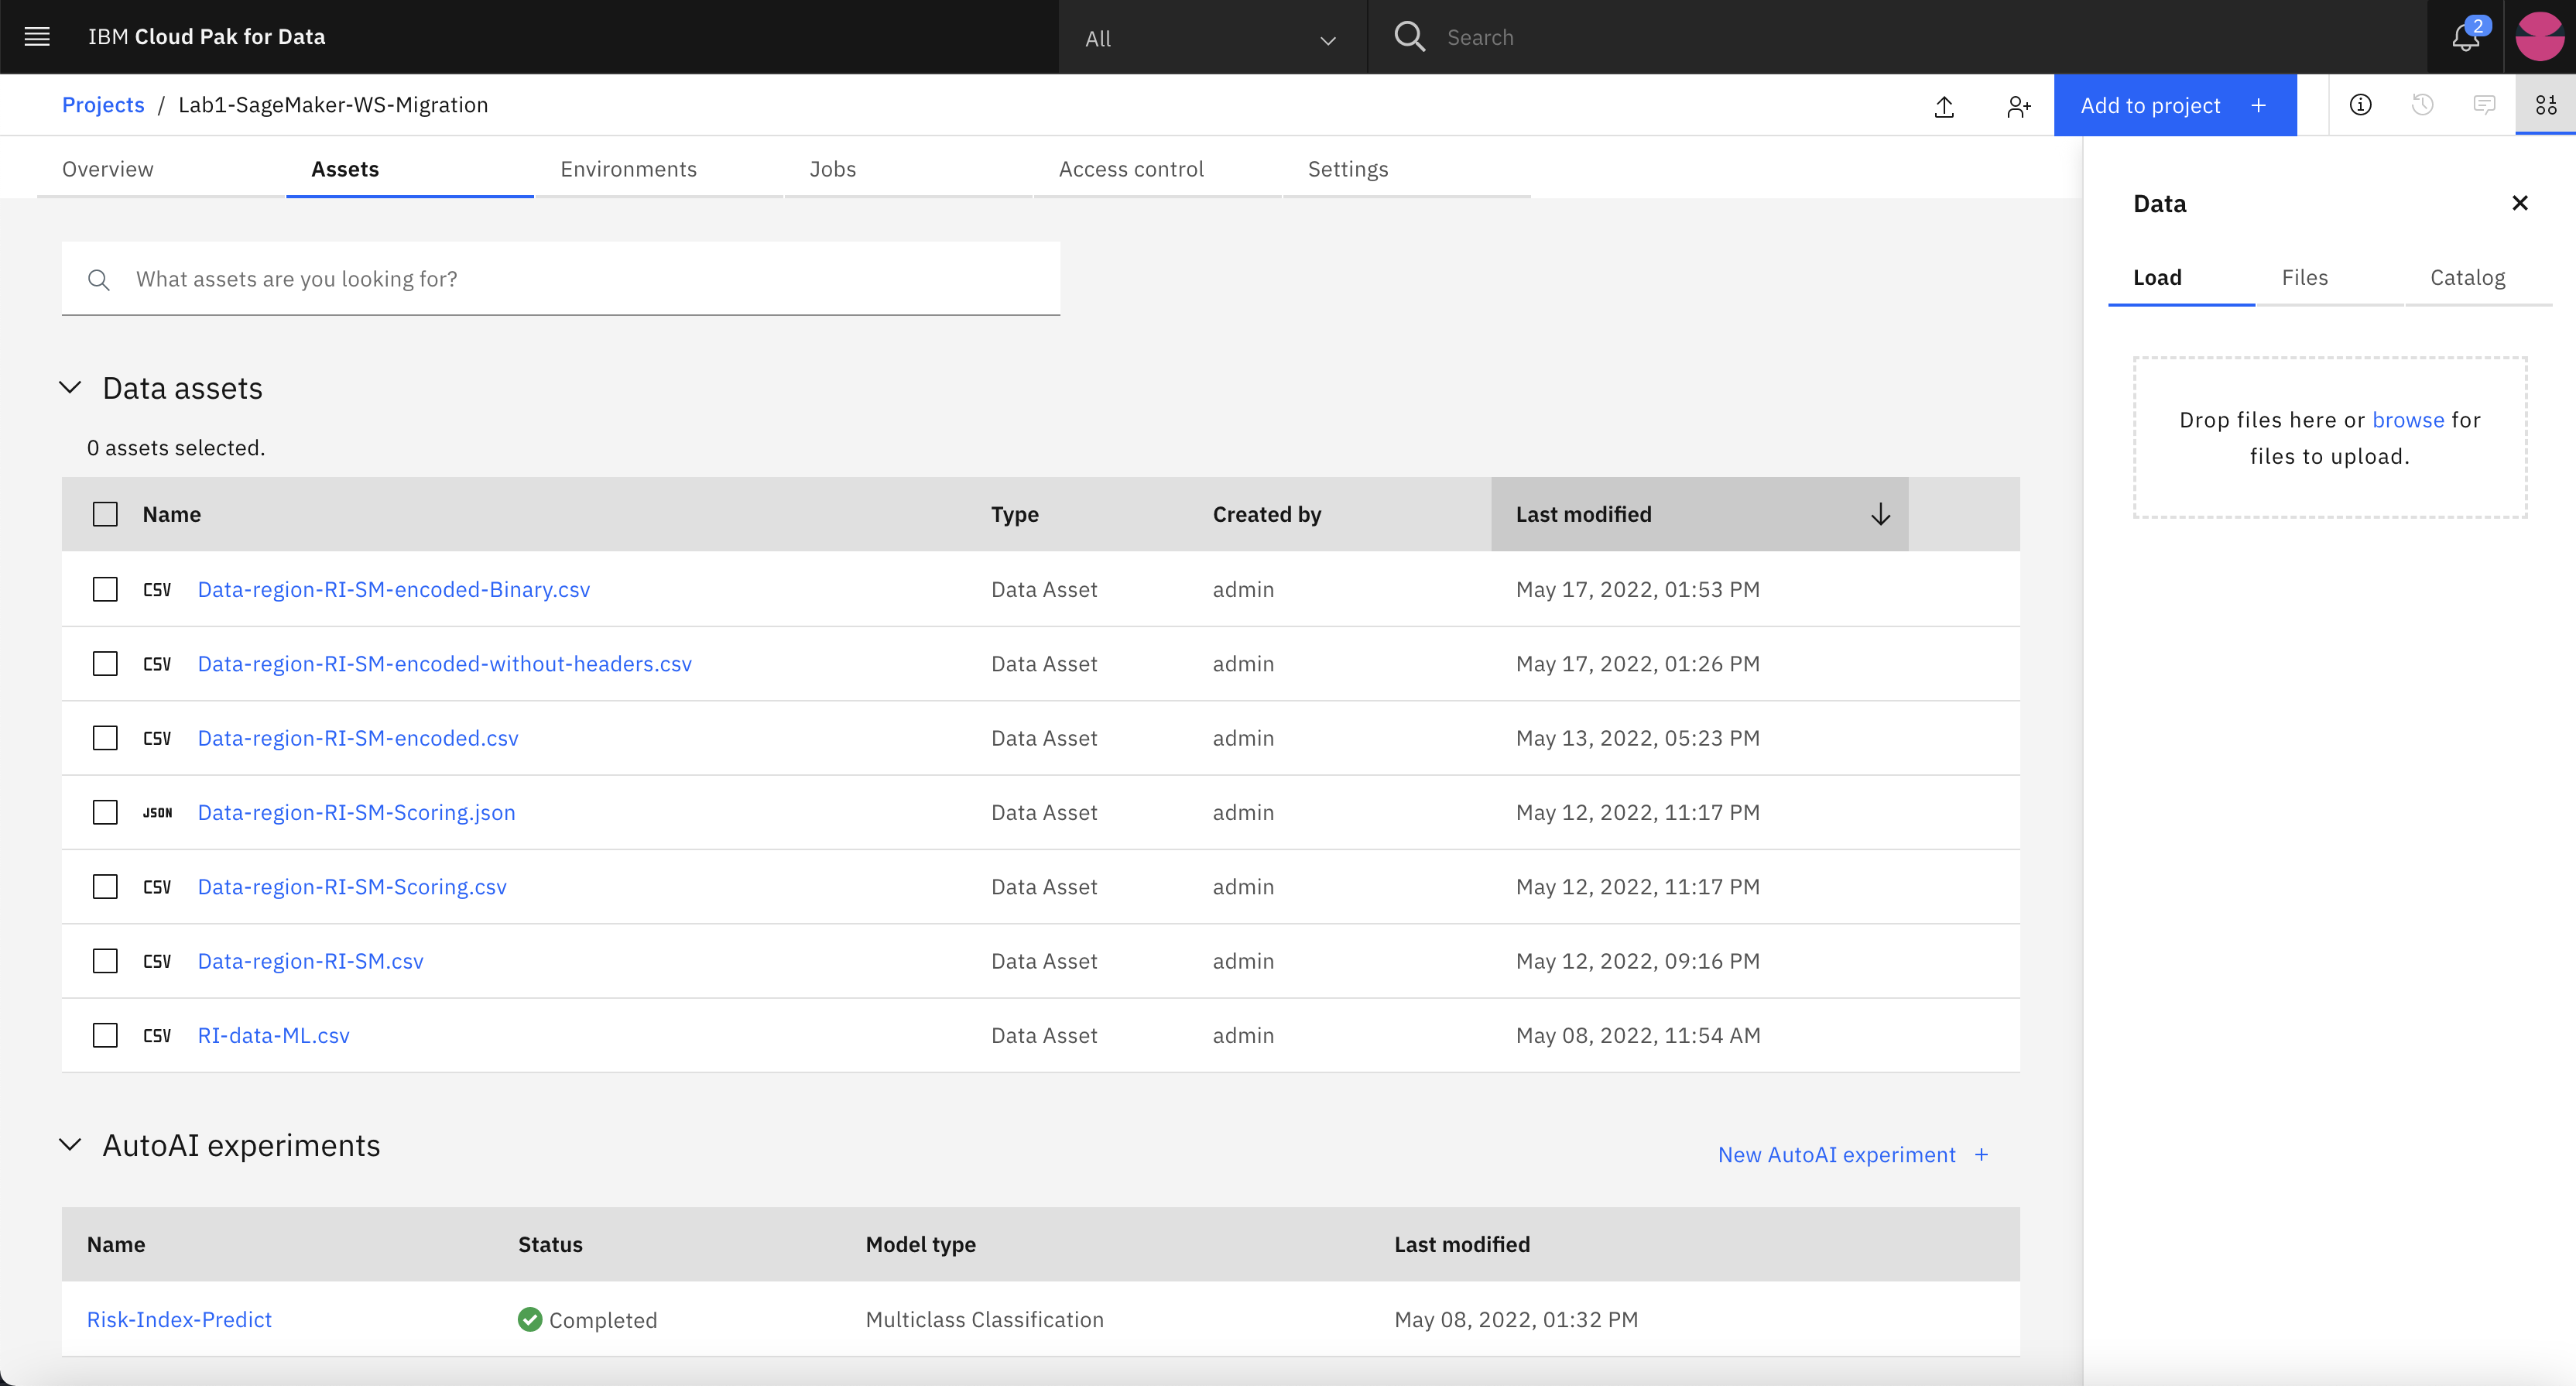 IBM Cloud Pak for Data
All
Search
2
Projects / Lab1-SageMaker-WS-Migration
Add to project +
Overview
Assets
Environments
Jobs
Access control
Settings
What assets are you looking for?
Data assets
0 assets selected.
Name Type Created by Last modified
CSV Data-region-RI-SM-encoded-Binary.csv Data Asset admin May 17, 2022, 01:53 PM
CSV Data-region-RI-SM-encoded-without-headers.csv Data Asset admin May 17, 2022, 01:26 PM
CSV Data-region-RI-SM-encoded.csv Data Asset admin May 13, 2022, 05:23 PM
JSON Data-region-RI-SM-Scoring.json Data Asset admin May 12, 2022, 11:17 PM
CSV Data-region-RI-SM-Scoring.csv Data Asset admin May 12, 2022, 11:17 PM
CSV Data-region-RI-SM.csv Data Asset admin May 12, 2022, 09:16 PM
CSV RI-data-ML.csv Data Asset admin May 08, 2022, 11:54 AM
AutoAI experiments
New AutoAI experiment +
Name Status Model type Last modified
Risk-Index-Predict Completed Multiclass Classification May 08, 2022, 01:32 PM
Data
Load
Files
Catalog
Drop files here or browse for
files to upload.